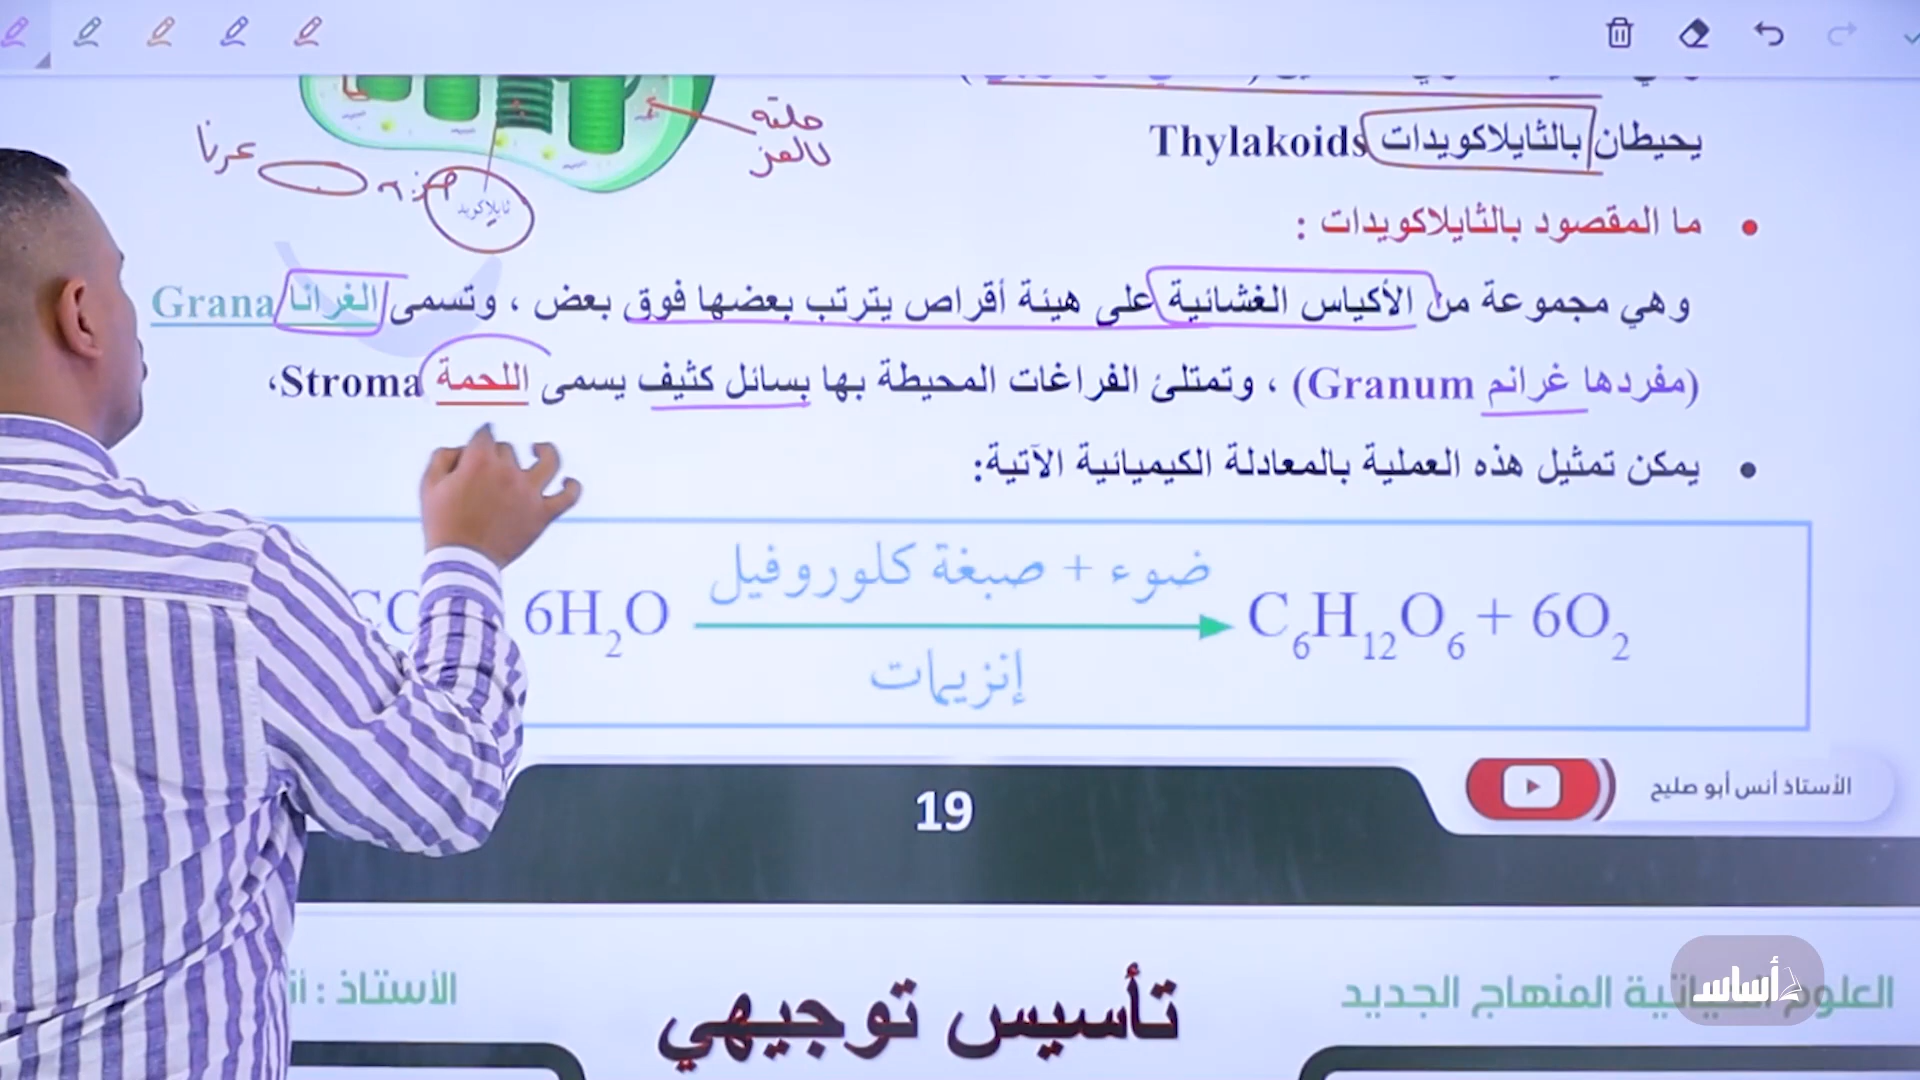 حلته
يحيطان بالثايلاكويدات Thylakoids
ثايلاكويد
• ما المقصود بالثايلاكويدات :
وهي مجموعة من الأكياس الغشائية على هيئة أقراص يترتب بعضها فوق بعض ، وتسمى الغرانا Grana
(مفردها غرانم Granum) ، وتمتلئ الفراغات المحيطة بها بسائل كثيف يسمى اللحمة Stroma،
• يمكن تمثيل هذه العملية بالمعادلة الكيميائية الآتية:
ضوء + صبغة كلوروفيل
6H₂O → C₆H₁₂O₆ + 6O₂
إنزيمات
الأستاذ أنس أبو صليح
19
العلوم الحياتية المنهاج الجديد
أساس
تأسيس توجيهي
الأستاذ :